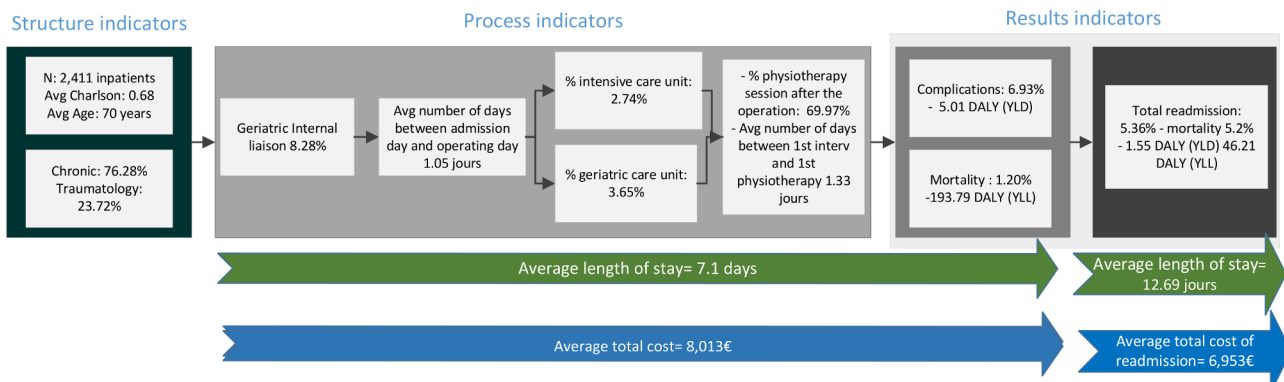 Structure indicators
Process indicators
Results indicators
N: 2,411 inpatients
Avg Charlson: 0.68
Avg Age: 70 years
Chronic: 76.28%
Traumatology:
23.72%
Geriatric Internal
liaison 8.28%
Avg number of days
between admission
day and operating day
1.05 jours
% intensive care unit:
2.74%
% geriatric care unit:
3.65%
- % physiotherapy
session after the
operation: 69.97%
- Avg number of days
between 1st interv
and 1st
physiotherapy 1.33
jours
Complications: 6.93%
- 5.01 DALY (YLD)
Mortality : 1.20%
-193.79 DALY (YLL)
Total readmission:
5.36% - mortality 5.2%
- 1.55 DALY (YLD) 46.21
DALY (YLL)
Average length of stay= 7.1 days
Average length of stay=
12.69 jours
Average total cost= 8,013€
Average total cost of
readmission= 6,953€